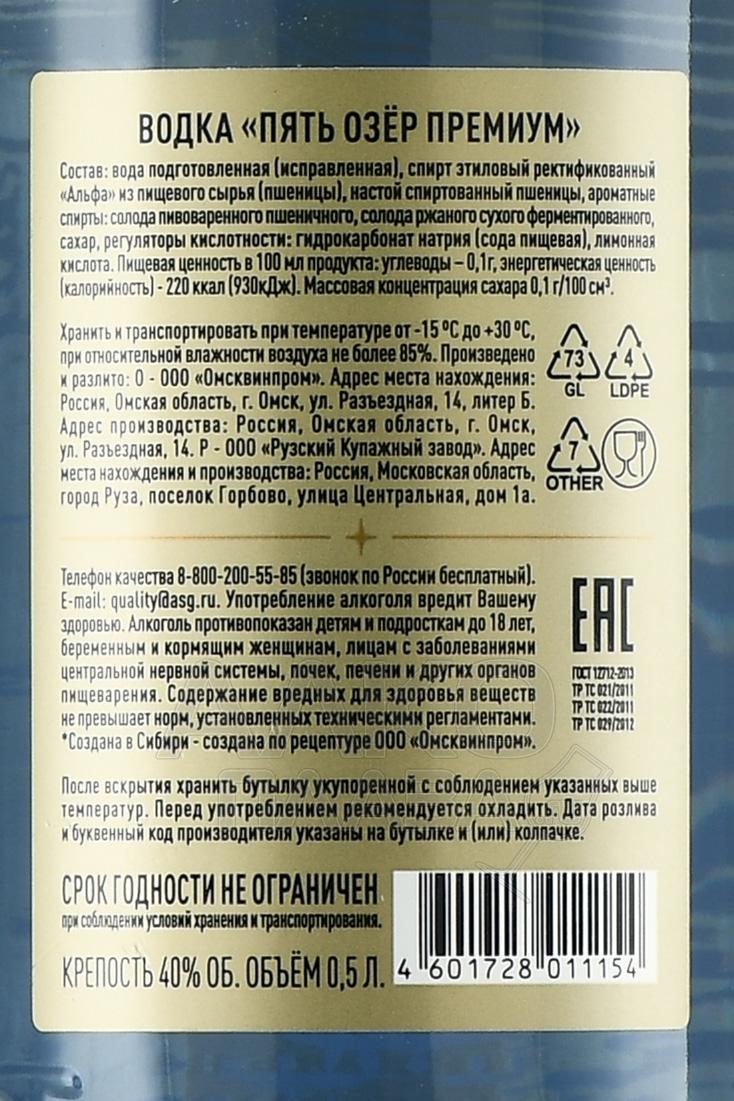 ВОДКА «ПЯТЬ ОЗЁР ПРЕМИУМ»
Состав: вода подготовленная (исправленная), спирт этиловый ректификованный
«Альфа» из пищевого сырья (пшеницы), настой спиртованный пшеницы, ароматные
спирты: солода пивоваренного пшеничного, солода ржаного сухого ферментированного,
сахар, регуляторы кислотности: гидрокарбонат натрия (сода пищевая), лимонная
кислота. Пищевая ценность в 100 мл продукта: углеводы – 0,1г, энергетическая ценность
(калорийность) - 220 ккал (930кДж). Массовая концентрация сахара 0,1 г/100 см³.
Хранить и транспортировать при температуре от -15 ºС до +30 ºС,
при относительной влажности воздуха не более 85%. Произведено
и разлито: О - ООО «Омсквинпром». Адрес места нахождения:
Россия, Омская область, г. Омск, ул. Разъездная, 14, литер Б.
Адрес производства: Россия, Омская область, г. Омск,
ул. Разъездная, 14. Р - ООО «Рузский Купажный завод». Адрес
места нахождения и производства: Россия, Московская область,
город Руза, поселок Горбово, улица Центральная, дом 1а.
73
GL
4
LDPE
7
OTHER
Телефон качества 8-800-200-55-85 (звонок по России бесплатный).
E-mail: quality@asg.ru. Употребление алкоголя вредит Вашему
здоровью. Алкоголь противопоказан детям и подросткам до 18 лет,
беременным и кормящим женщинам, лицам с заболеваниями
центральной нервной системы, почек, печени и других органов
пищеварения. Содержание вредных для здоровья веществ
не превышает норм, установленных техническими регламентами.
*Создана в Сибири - создана по рецептуре ООО «Омсквинпром».
ЕАС
ГОСТ 12712-2013
ТР ТС 021/2011
ТР ТС 022/2011
ТР ТС 029/2012
После вскрытия хранить бутылку укупоренной с соблюдением указанных выше
температур. Перед употреблением рекомендуется охладить. Дата розлива
и буквенный код производителя указаны на бутылке и (или) колпачке.
СРОК ГОДНОСТИ НЕ ОГРАНИЧЕН
при соблюдении условий хранения и транспортирования.
КРЕПОСТЬ 40% ОБ. ОБЪЁМ 0,5 Л.
4 601728 011154